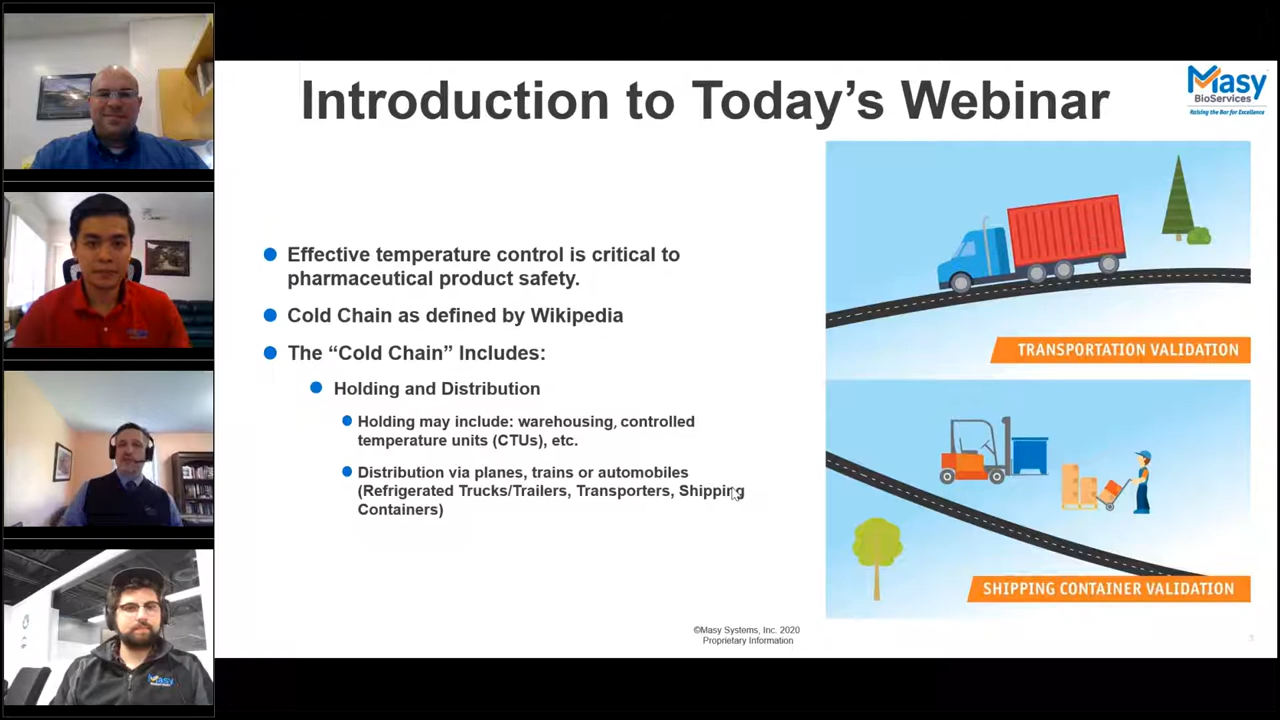 Introduction to Today’s Webinar
Masy
BioServices
Raising the Bar for Excellence
Effective temperature control is critical to
pharmaceutical product safety.
Cold Chain as defined by Wikipedia
The “Cold Chain” Includes:
Holding and Distribution
Holding may include: warehousing, controlled
temperature units (CTUs), etc.
Distribution via planes, trains or automobiles
(Refrigerated Trucks/Trailers, Transporters, Shipping
Containers)
TRANSPORTATION VALIDATION
SHIPPING CONTAINER VALIDATION
©Masy Systems, Inc. 2020
Proprietary Information
3
Masy